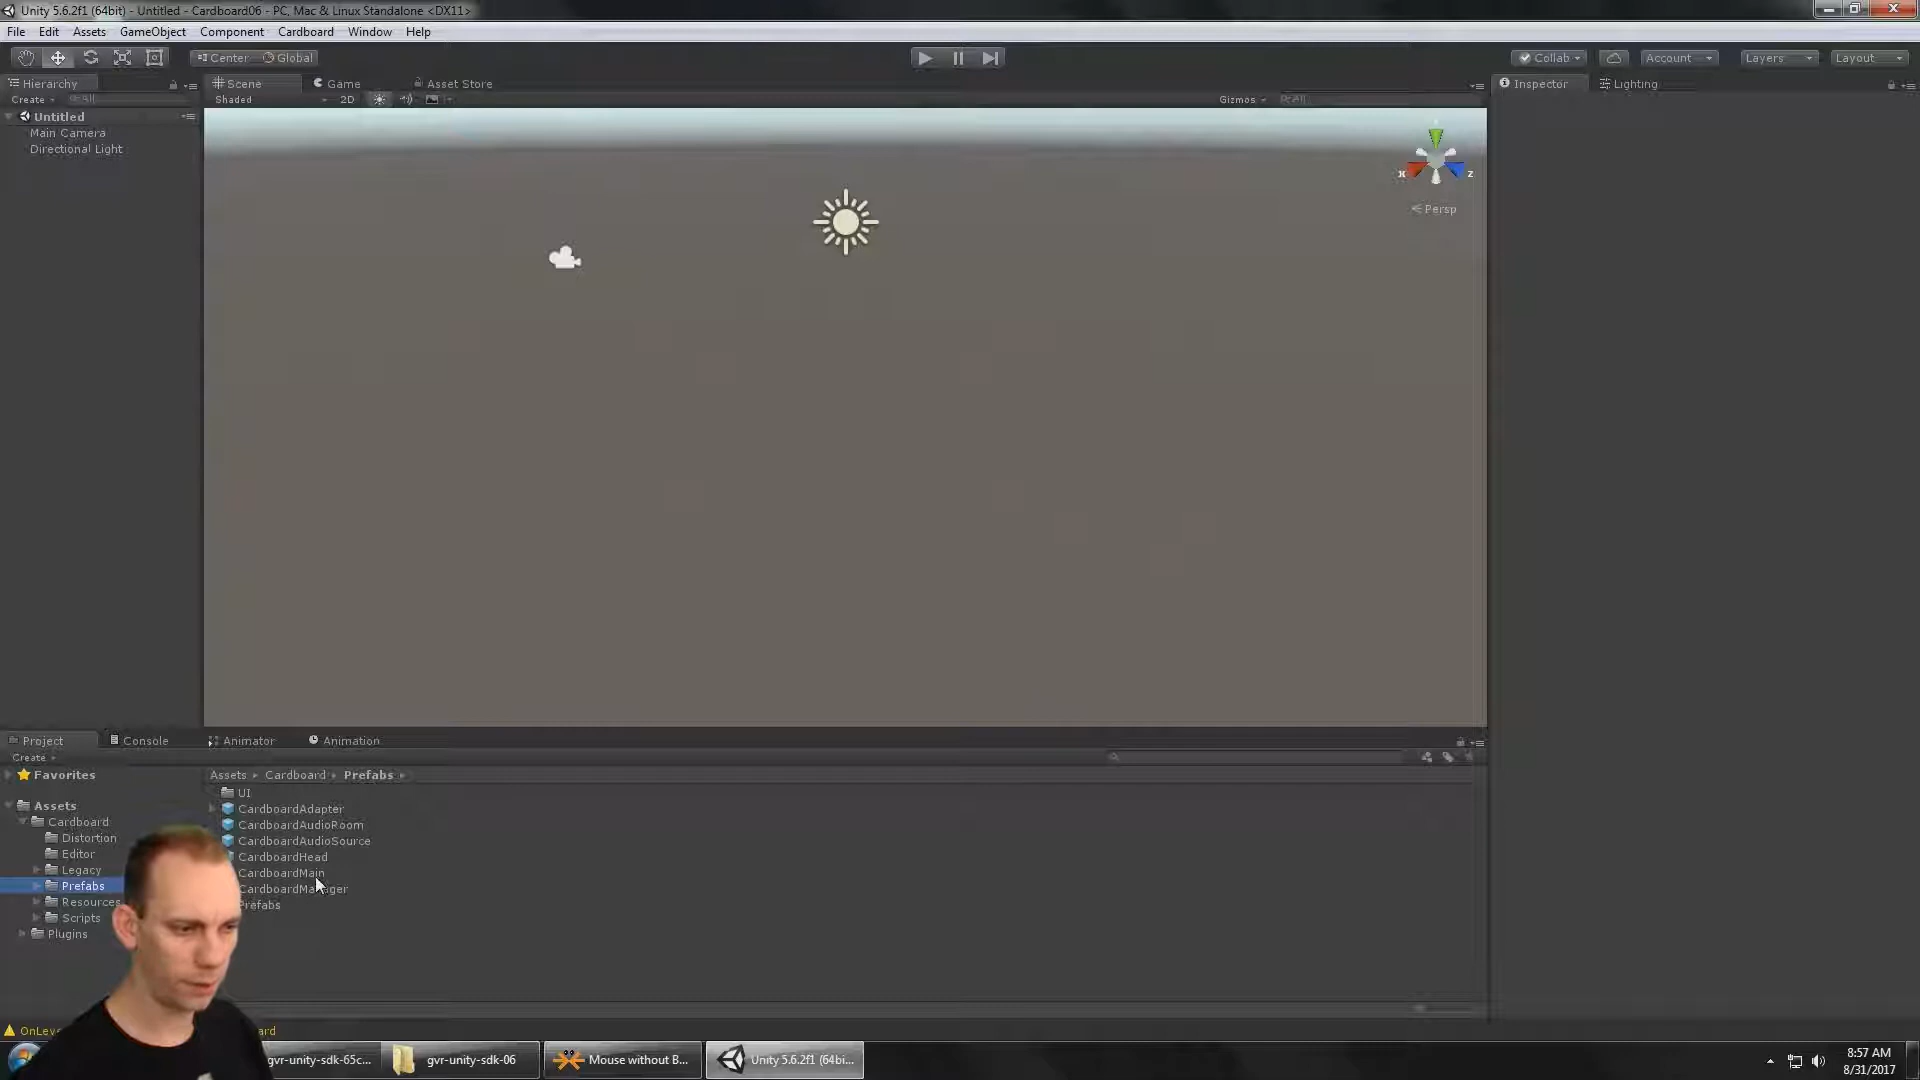 Unity 5.6.2f1 (64bit) - Untitled - Cardboard06 - PC, Mac & Linux Standalone <DX11>
File Edit Assets GameObject Component Cardboard Window Help
Center Global Collab Account Layers Layout
Hierarchy Scene Game Asset Store Inspector Lighting
Create Shaded 2D Gizmos
Untitled
Main Camera
Directional Light
x z
Persp
Project Console Animator Animation
Create
Favorites Assets Cardboard Prefabs
UI
Assets CardboardAdapter
Cardboard CardboardAudioRoom
Distortion CardboardAudioSource
Editor CardboardHead
Legacy CardboardMain
Prefabs
Resources Prefabs
Scripts
Plugins
gvr-unity-sdk-65c... gvr-unity-sdk-06 Mouse without B... Unity 5.6.2f1 (64bi...
8:57 AM
8/31/2017